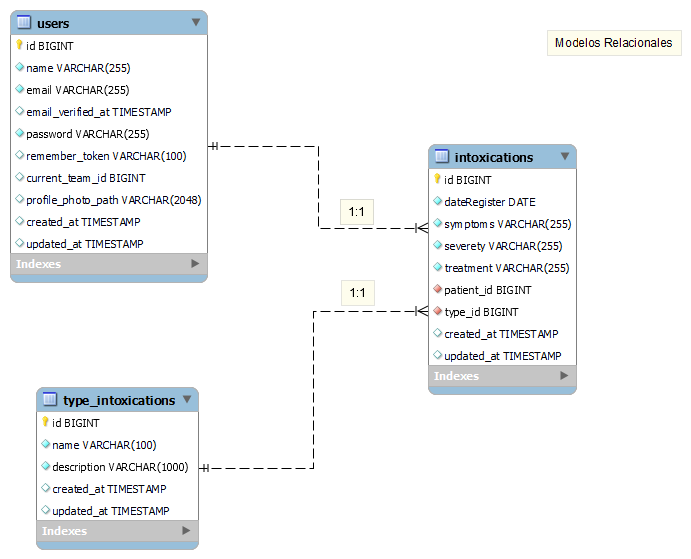 users
id BIGINT
name VARCHAR(255)
email VARCHAR(255)
email_verified_at TIMESTAMP
password VARCHAR(255)
remember_token VARCHAR(100)
current_team_id BIGINT
profile_photo_path VARCHAR(2048)
created_at TIMESTAMP
updated_at TIMESTAMP
Indexes
Modelos Relacionales
intoxications
id BIGINT
dateRegister DATE
symptoms VARCHAR(255)
severety VARCHAR(255)
treatment VARCHAR(255)
patient_id BIGINT
type_id BIGINT
created_at TIMESTAMP
updated_at TIMESTAMP
Indexes
1:1
1:1
type_intoxications
id BIGINT
name VARCHAR(100)
description VARCHAR(1000)
created_at TIMESTAMP
updated_at TIMESTAMP
Indexes